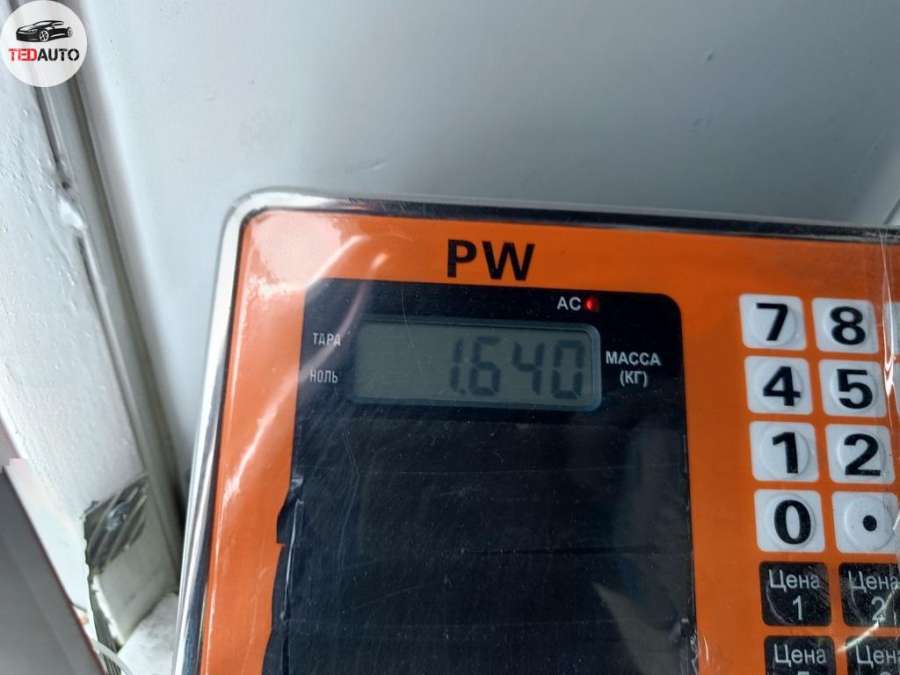 TEDAUTO
PW
AC
ТАРА
НОЛЬ
1.640
МАССА
(КГ)
7 8
4 5
1 2
0 .
Цена 1
Цена 2
Цена
Цена